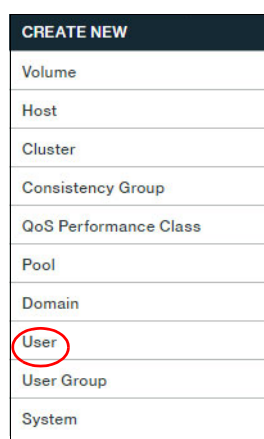 CREATE NEW
Volume
Host
Cluster
Consistency Group
QoS Performance Class
Pool
Domain
User
User Group
System